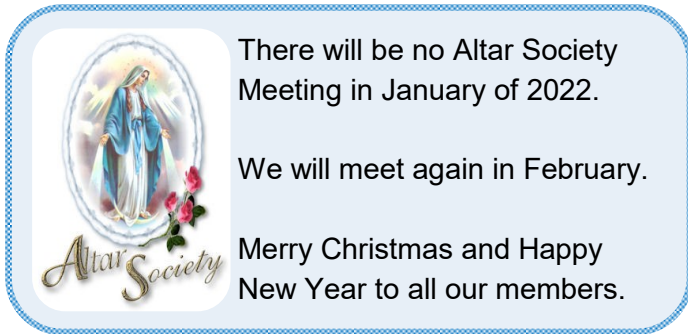 There will be no Altar Society
Meeting in January of 2022.
We will meet again in February.
Merry Christmas and Happy
New Year to all our members.
Altar
Society